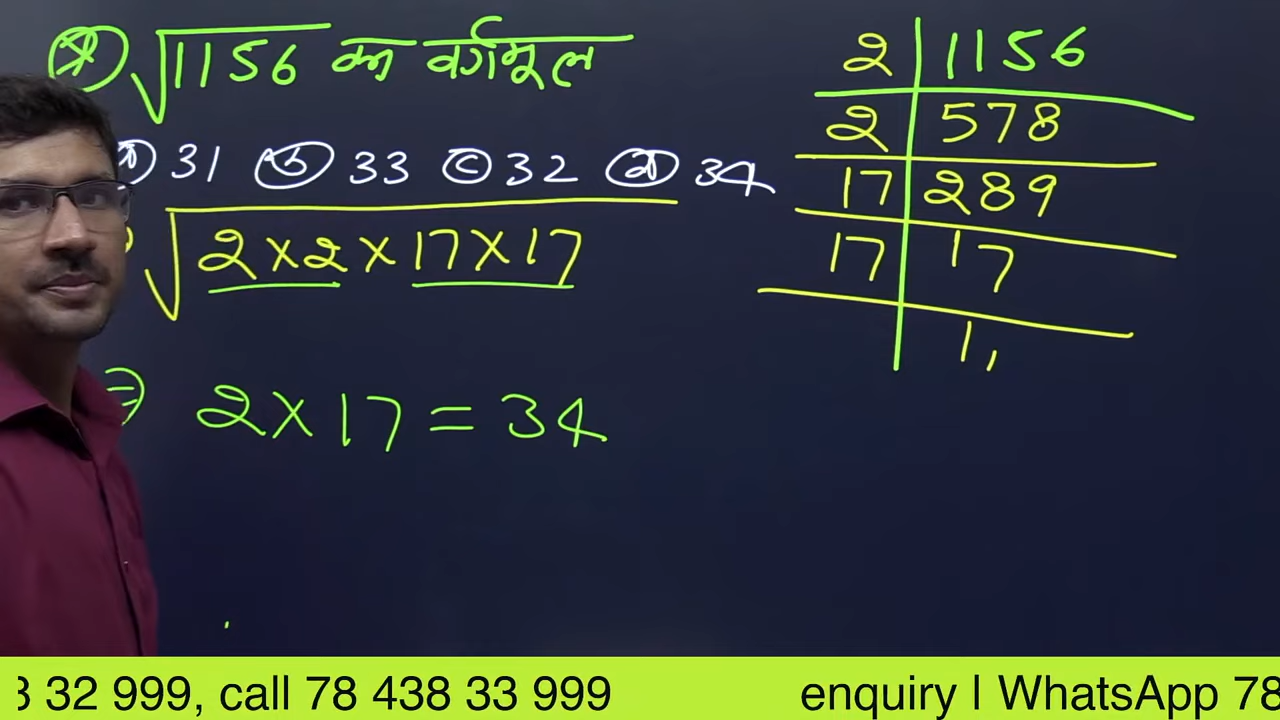 √1156 का वर्गमूल
31 b 33 c 32 d 34
√2×2×17×17
⇒ 2×17=34
2 | 1156
2 | 578
17 | 289
17 | 17
1,
32 999, call 78 438 33 999 enquiry | WhatsApp 78